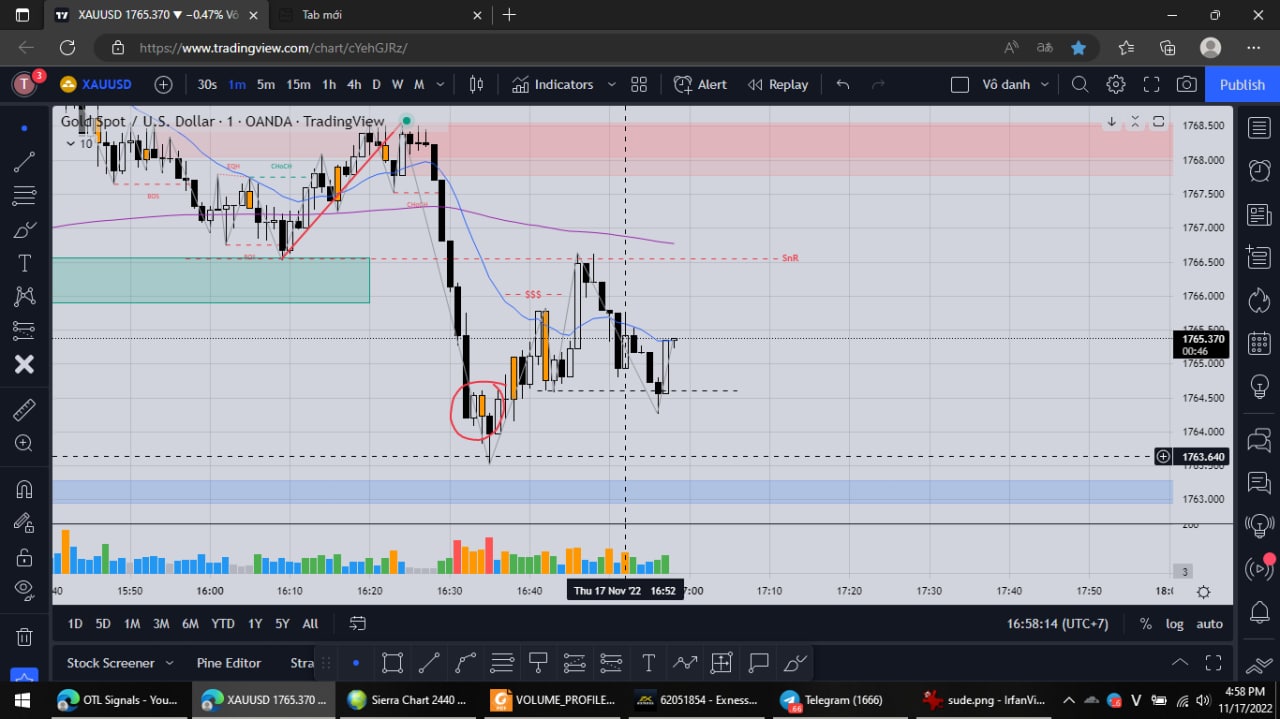 XAUUSD 1765.370 ▼ −0.47% Vô
Tab mới
https://www.tradingview.com/chart/cYehGJRz/
T 3
XAUUSD
30s 1m 5m 15m 1h 4h D W M
Indicators
Alert
Replay
Vô danh
Publish
Gold Spot / U.S. Dollar · 1 · OANDA · TradingView
10
EQH
CHoCH
BOS
CHoCH
BOS
SnR
$$$
1768.500
1768.000
1767.500
1767.000
1766.500
1766.000
1765.500
1765.370
00:46
1765.000
1764.500
1764.000
1763.640
1763.500
1763.000
200
3
:40 15:50 16:00 16:10 16:20 16:30 16:40 Thu 17 Nov '22 16:52 7:00 17:10 17:20 17:30 17:40 17:50 18:0
1D 5D 1M 3M 6M YTD 1Y 5Y All
16:58:14 (UTC+7) % log auto
Stock Screener Pine Editor Stra
OTL Signals - You...
XAUUSD 1765.370 ...
Sierra Chart 2440 ...
VOLUME_PROFILE...
62051854 - Exness...
Telegram (1666)
sude.png - IrfanVi...
V
4:58 PM
11/17/2022